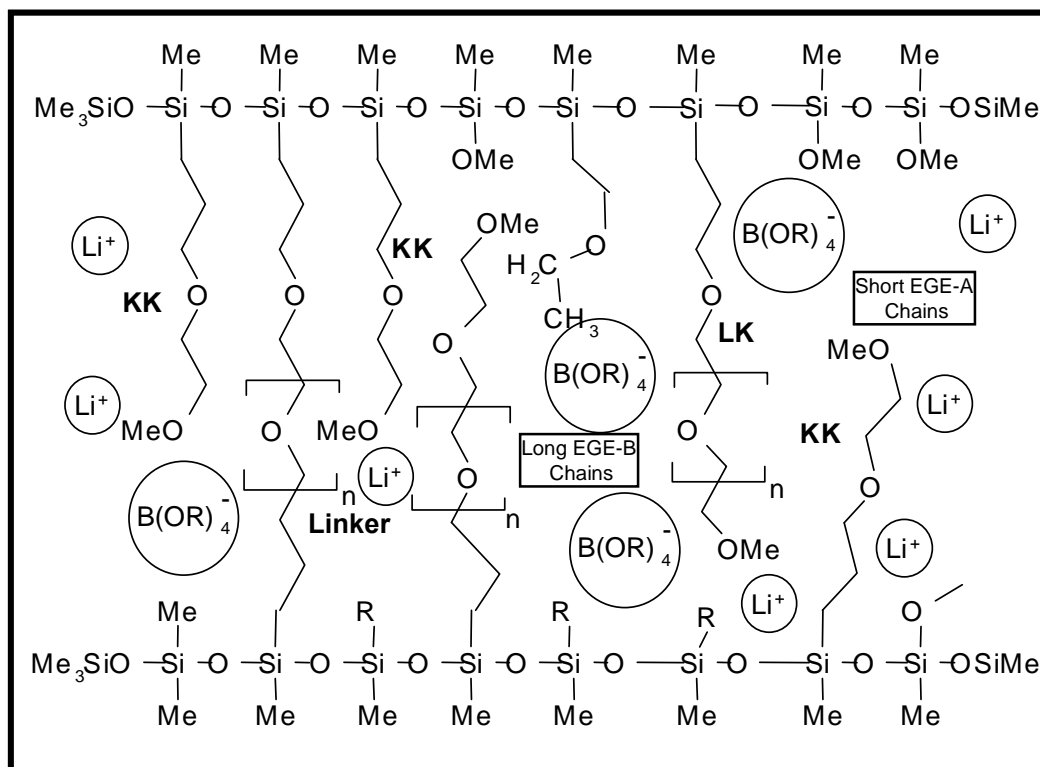 Me Me Me Me Me Me Me Me
Me3SiO Si O Si O Si O Si O Si O Si O Si O Si OSiMe
OMe OMe OMe
Li+ OMe B(OR)4- Li+
KK H2C O
KK O O O CH3 O LK Short EGE-A
Chains
O B(OR)4- MeO
Li+ Li+
MeO O n MeO O KK
Long EGE-B
Chains
Li+ O n O
B(OR)4- n
Linker B(OR)4- OMe Li+
Li+
Me R R R O
Me3SiO Si O Si O Si O Si O Si O Si O Si O Si OSiMe
Me Me Me Me Me Me Me Me